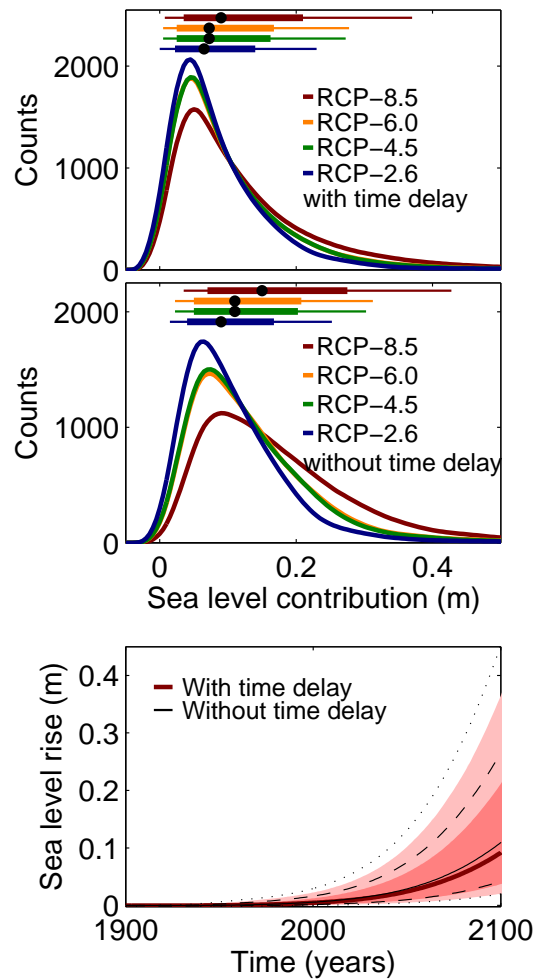 2000
1000
0
Counts
RCP−8.5
RCP−6.0
RCP−4.5
RCP−2.6
with time delay
2000
1000
0
Counts
RCP−8.5
RCP−6.0
RCP−4.5
RCP−2.6
without time delay
0 0.2 0.4
Sea level contribution (m)
0.4
0.3
0.2
0.1
0
Sea level rise (m)
With time delay
Without time delay
1900 2000 2100
Time (years)